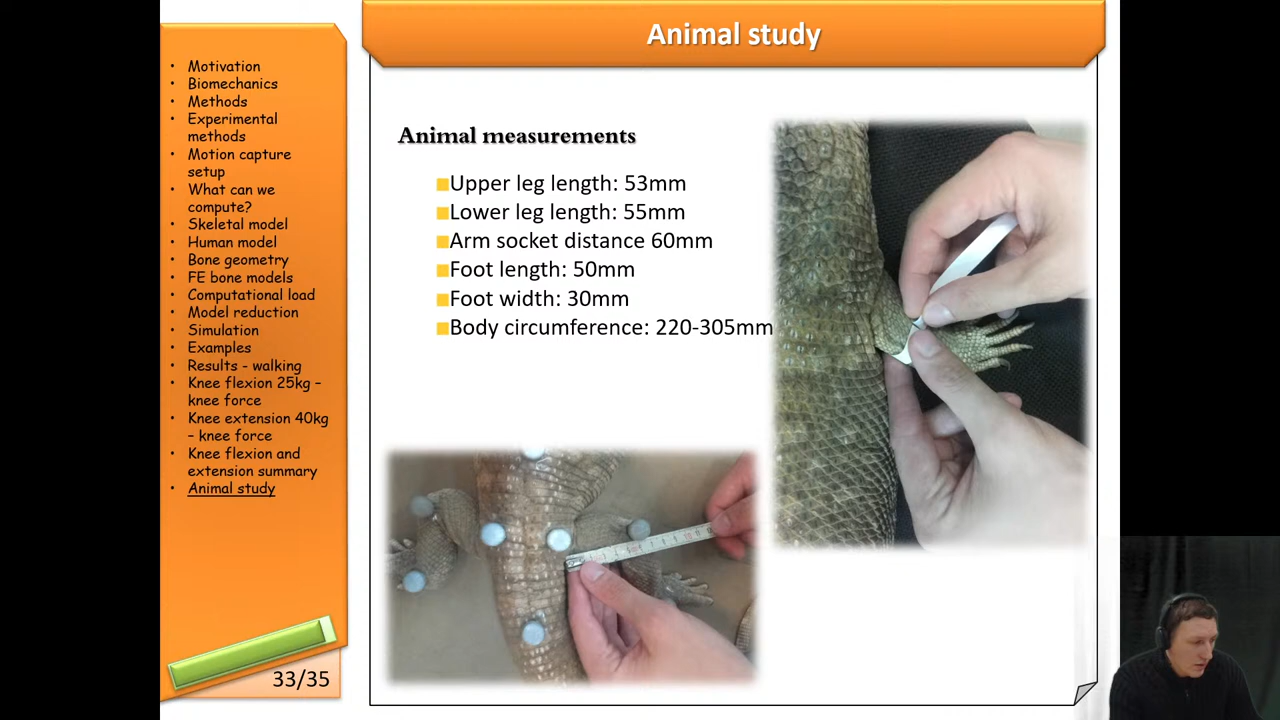 Animal study
• Motivation
• Biomechanics
• Methods
• Experimental
methods
• Motion capture
setup
• What can we
compute?
• Skeletal model
• Human model
• Bone geometry
• FE bone models
• Computational load
• Model reduction
• Simulation
• Examples
• Results - walking
• Knee flexion 25kg –
knee force
• Knee extension 40kg
– knee force
• Knee flexion and
extension summary
• Animal study
33/35
Animal measurements
Upper leg length: 53mm
Lower leg length: 55mm
Arm socket distance 60mm
Foot length: 50mm
Foot width: 30mm
Body circumference: 220-305mm